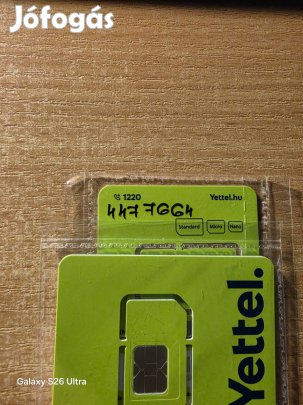 Jófogás
1220
Yettel.hu
447 7664
Standard
Micro
Nano
Yettel.
Galaxy S26 Ultra